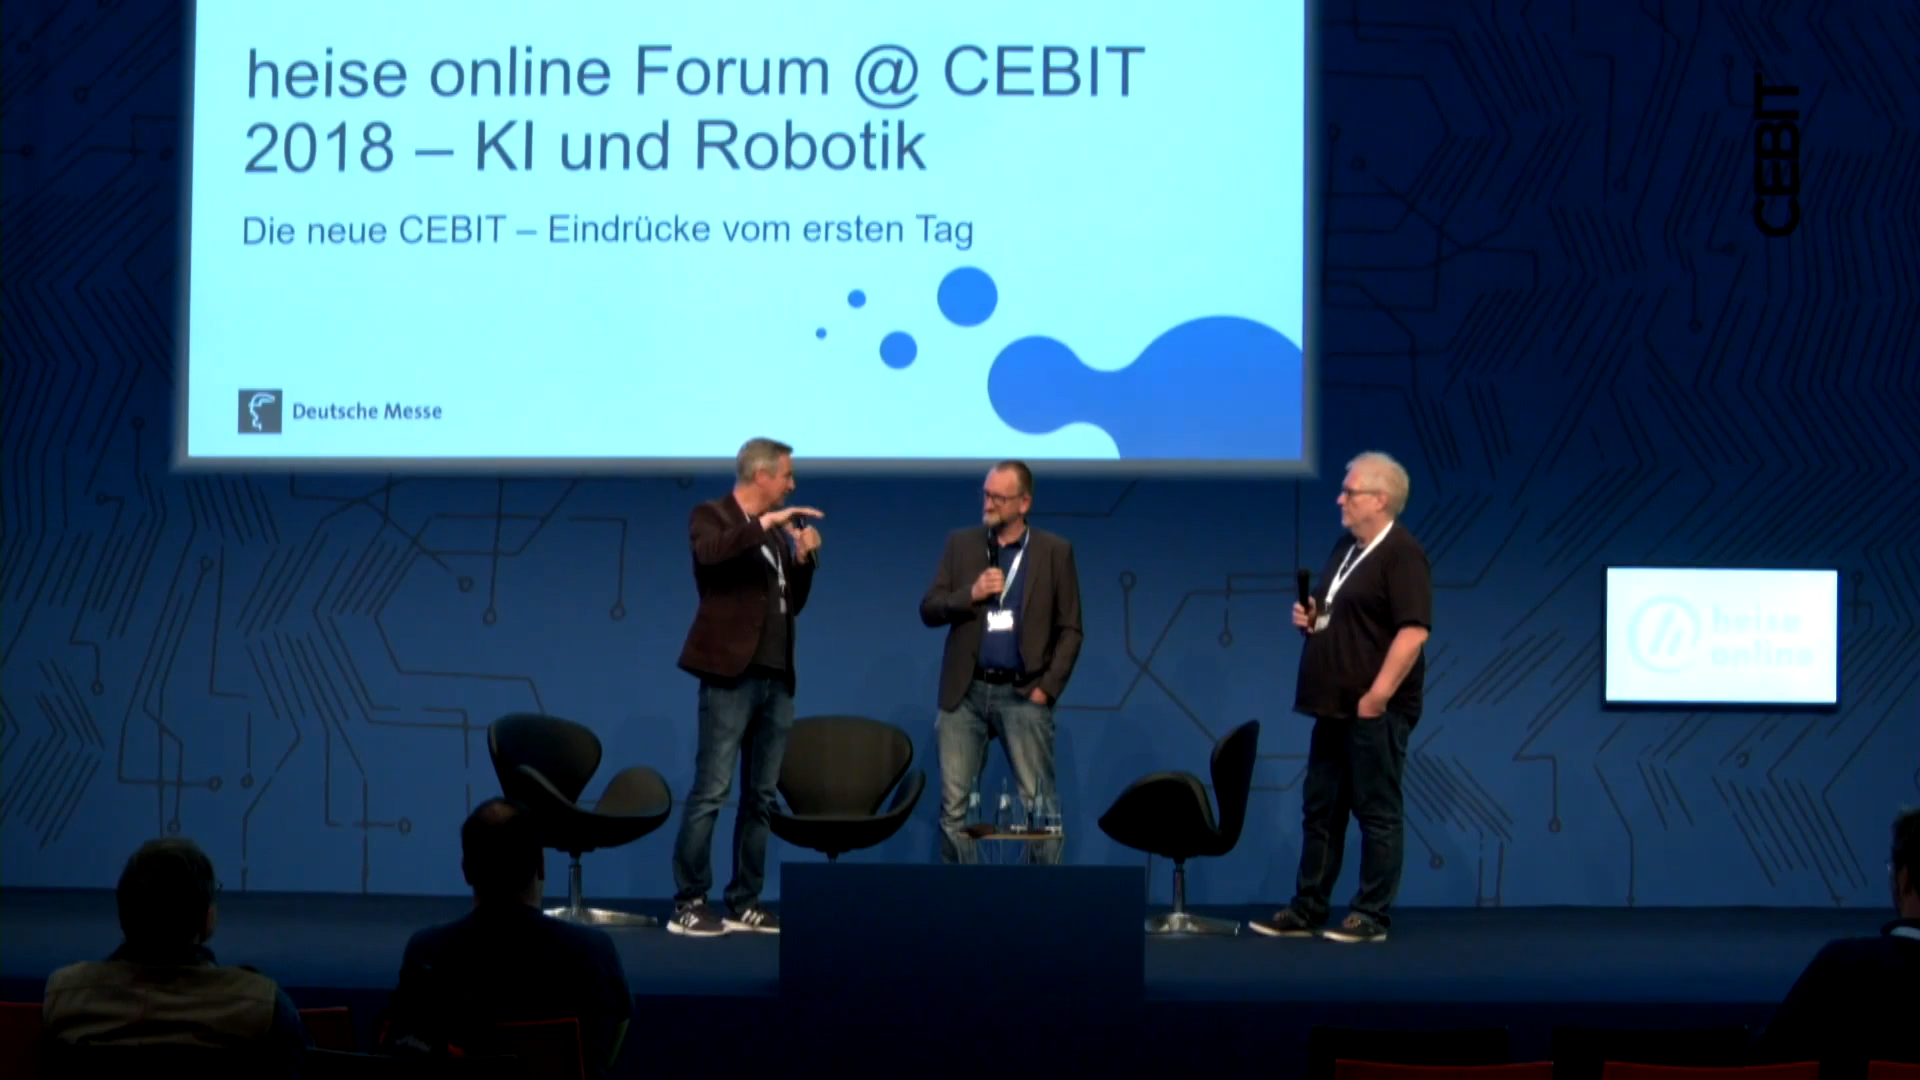 heise online Forum @ CEBIT
2018 – KI und Robotik
Die neue CEBIT – Eindrücke vom ersten Tag
Deutsche Messe
CEBIT
heise
online